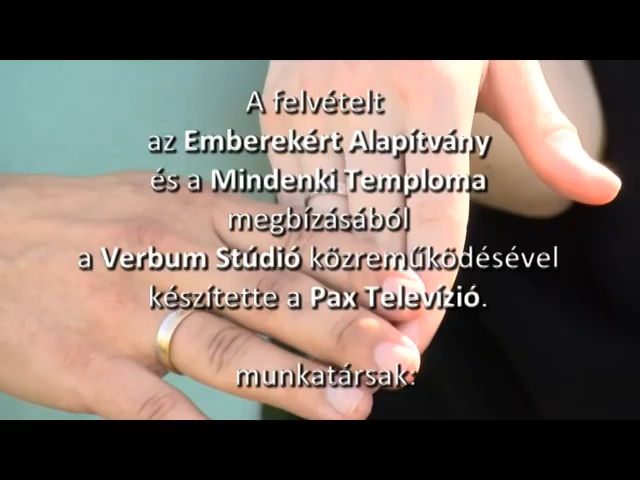 A felvételt
az Emberekért Alapítvány
és a Mindenki Temploma
megbízásából
a Verbum Stúdió közreműködésével
készítette a Pax Televízió.
munkatársak: